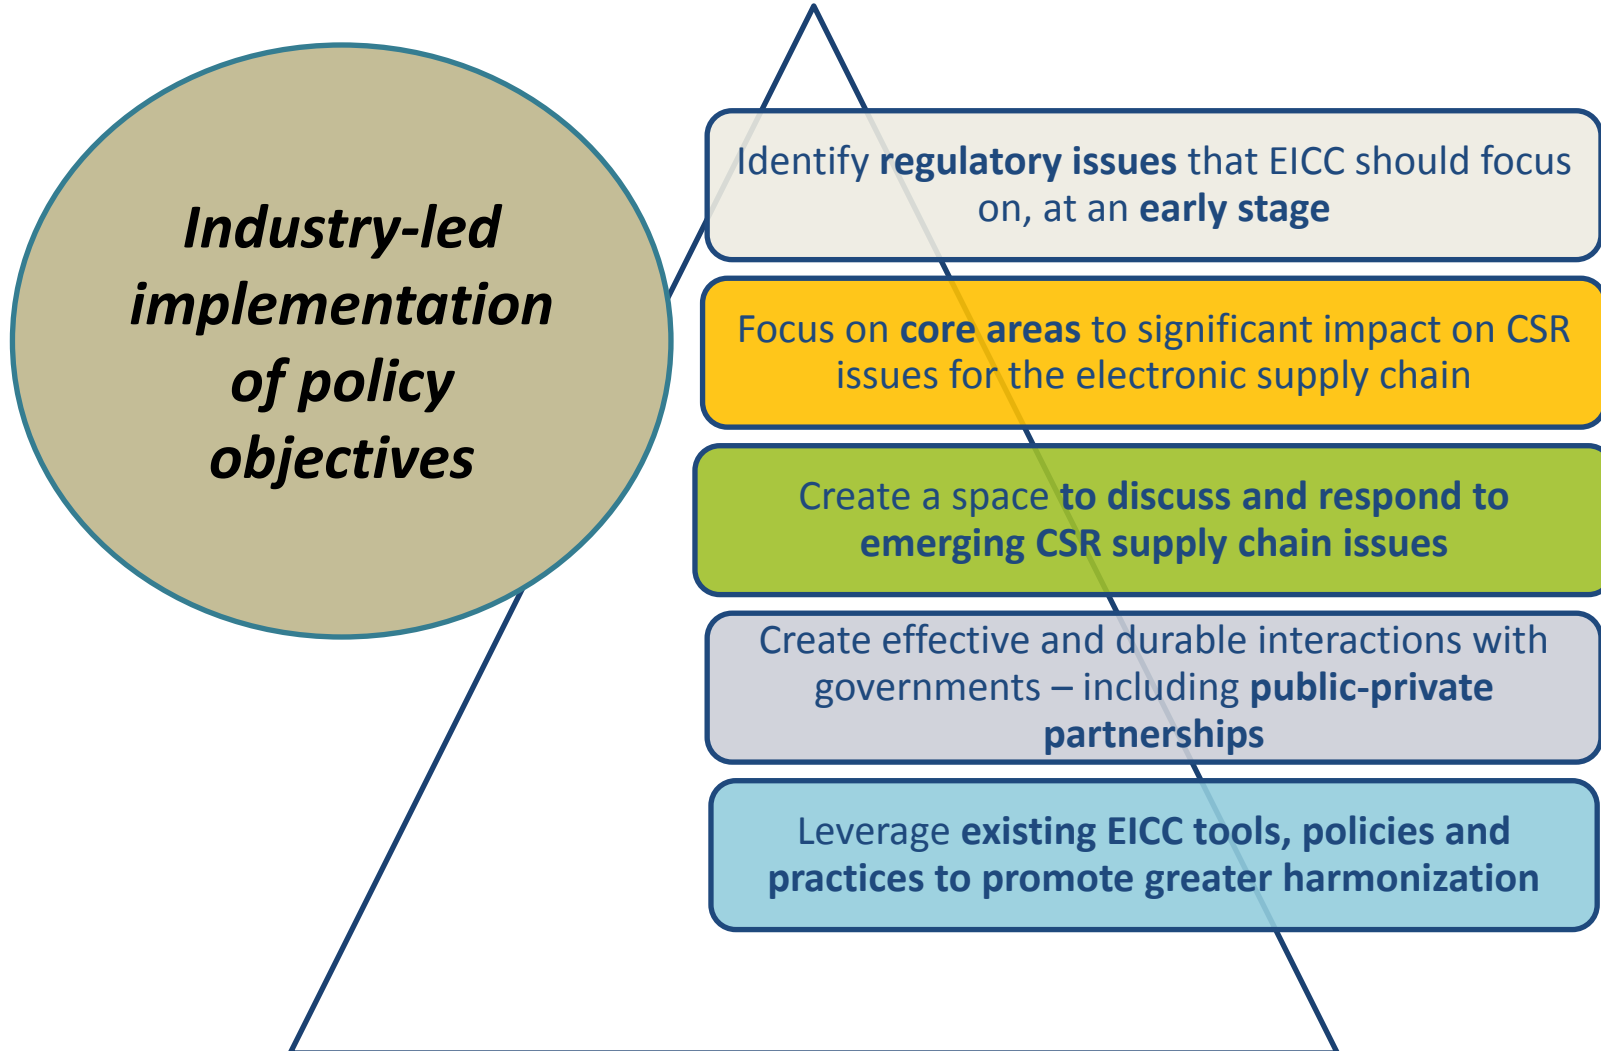 Industry-led
implementation
of policy
objectives
Identify regulatory issues that EICC should focus
on, at an early stage
Focus on core areas to significant impact on CSR
issues for the electronic supply chain
Create a space to discuss and respond to
emerging CSR supply chain issues
Create effective and durable interactions with
governments – including public-private
partnerships
Leverage existing EICC tools, policies and
practices to promote greater harmonization